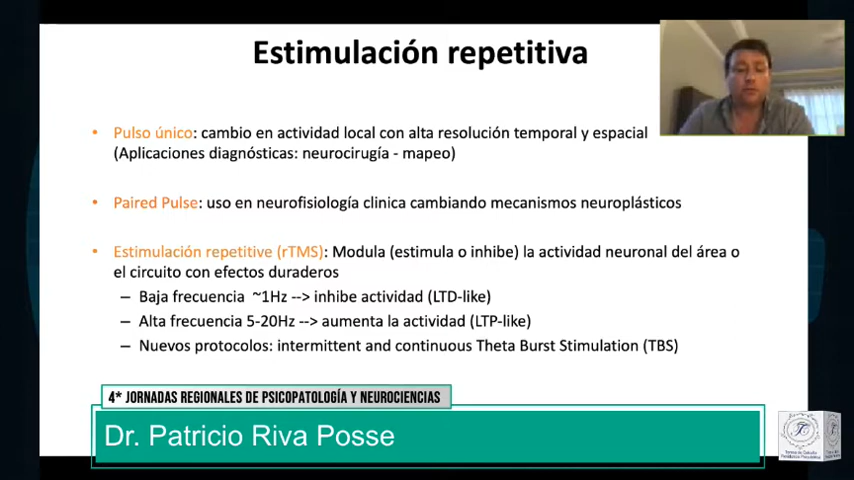 Estimulación repetitiva
• Pulso único: cambio en actividad local con alta resolución temporal y espacial
(Aplicaciones diagnósticas: neurocirugía - mapeo)
• Paired Pulse: uso en neurofisiología clinica cambiando mecanismos neuroplásticos
• Estimulación repetitive (rTMS): Modula (estimula o inhibe) la actividad neuronal del área o
el circuito con efectos duraderos
– Baja frecuencia ~1Hz --> inhibe actividad (LTD-like)
– Alta frecuencia 5-20Hz --> aumenta la actividad (LTP-like)
– Nuevos protocolos: intermittent and continuous Theta Burst Stimulation (TBS)
4* JORNADAS REGIONALES DE PSICOPATOLOGÍA Y NEUROCIENCIAS
Dr. Patricio Riva Posse